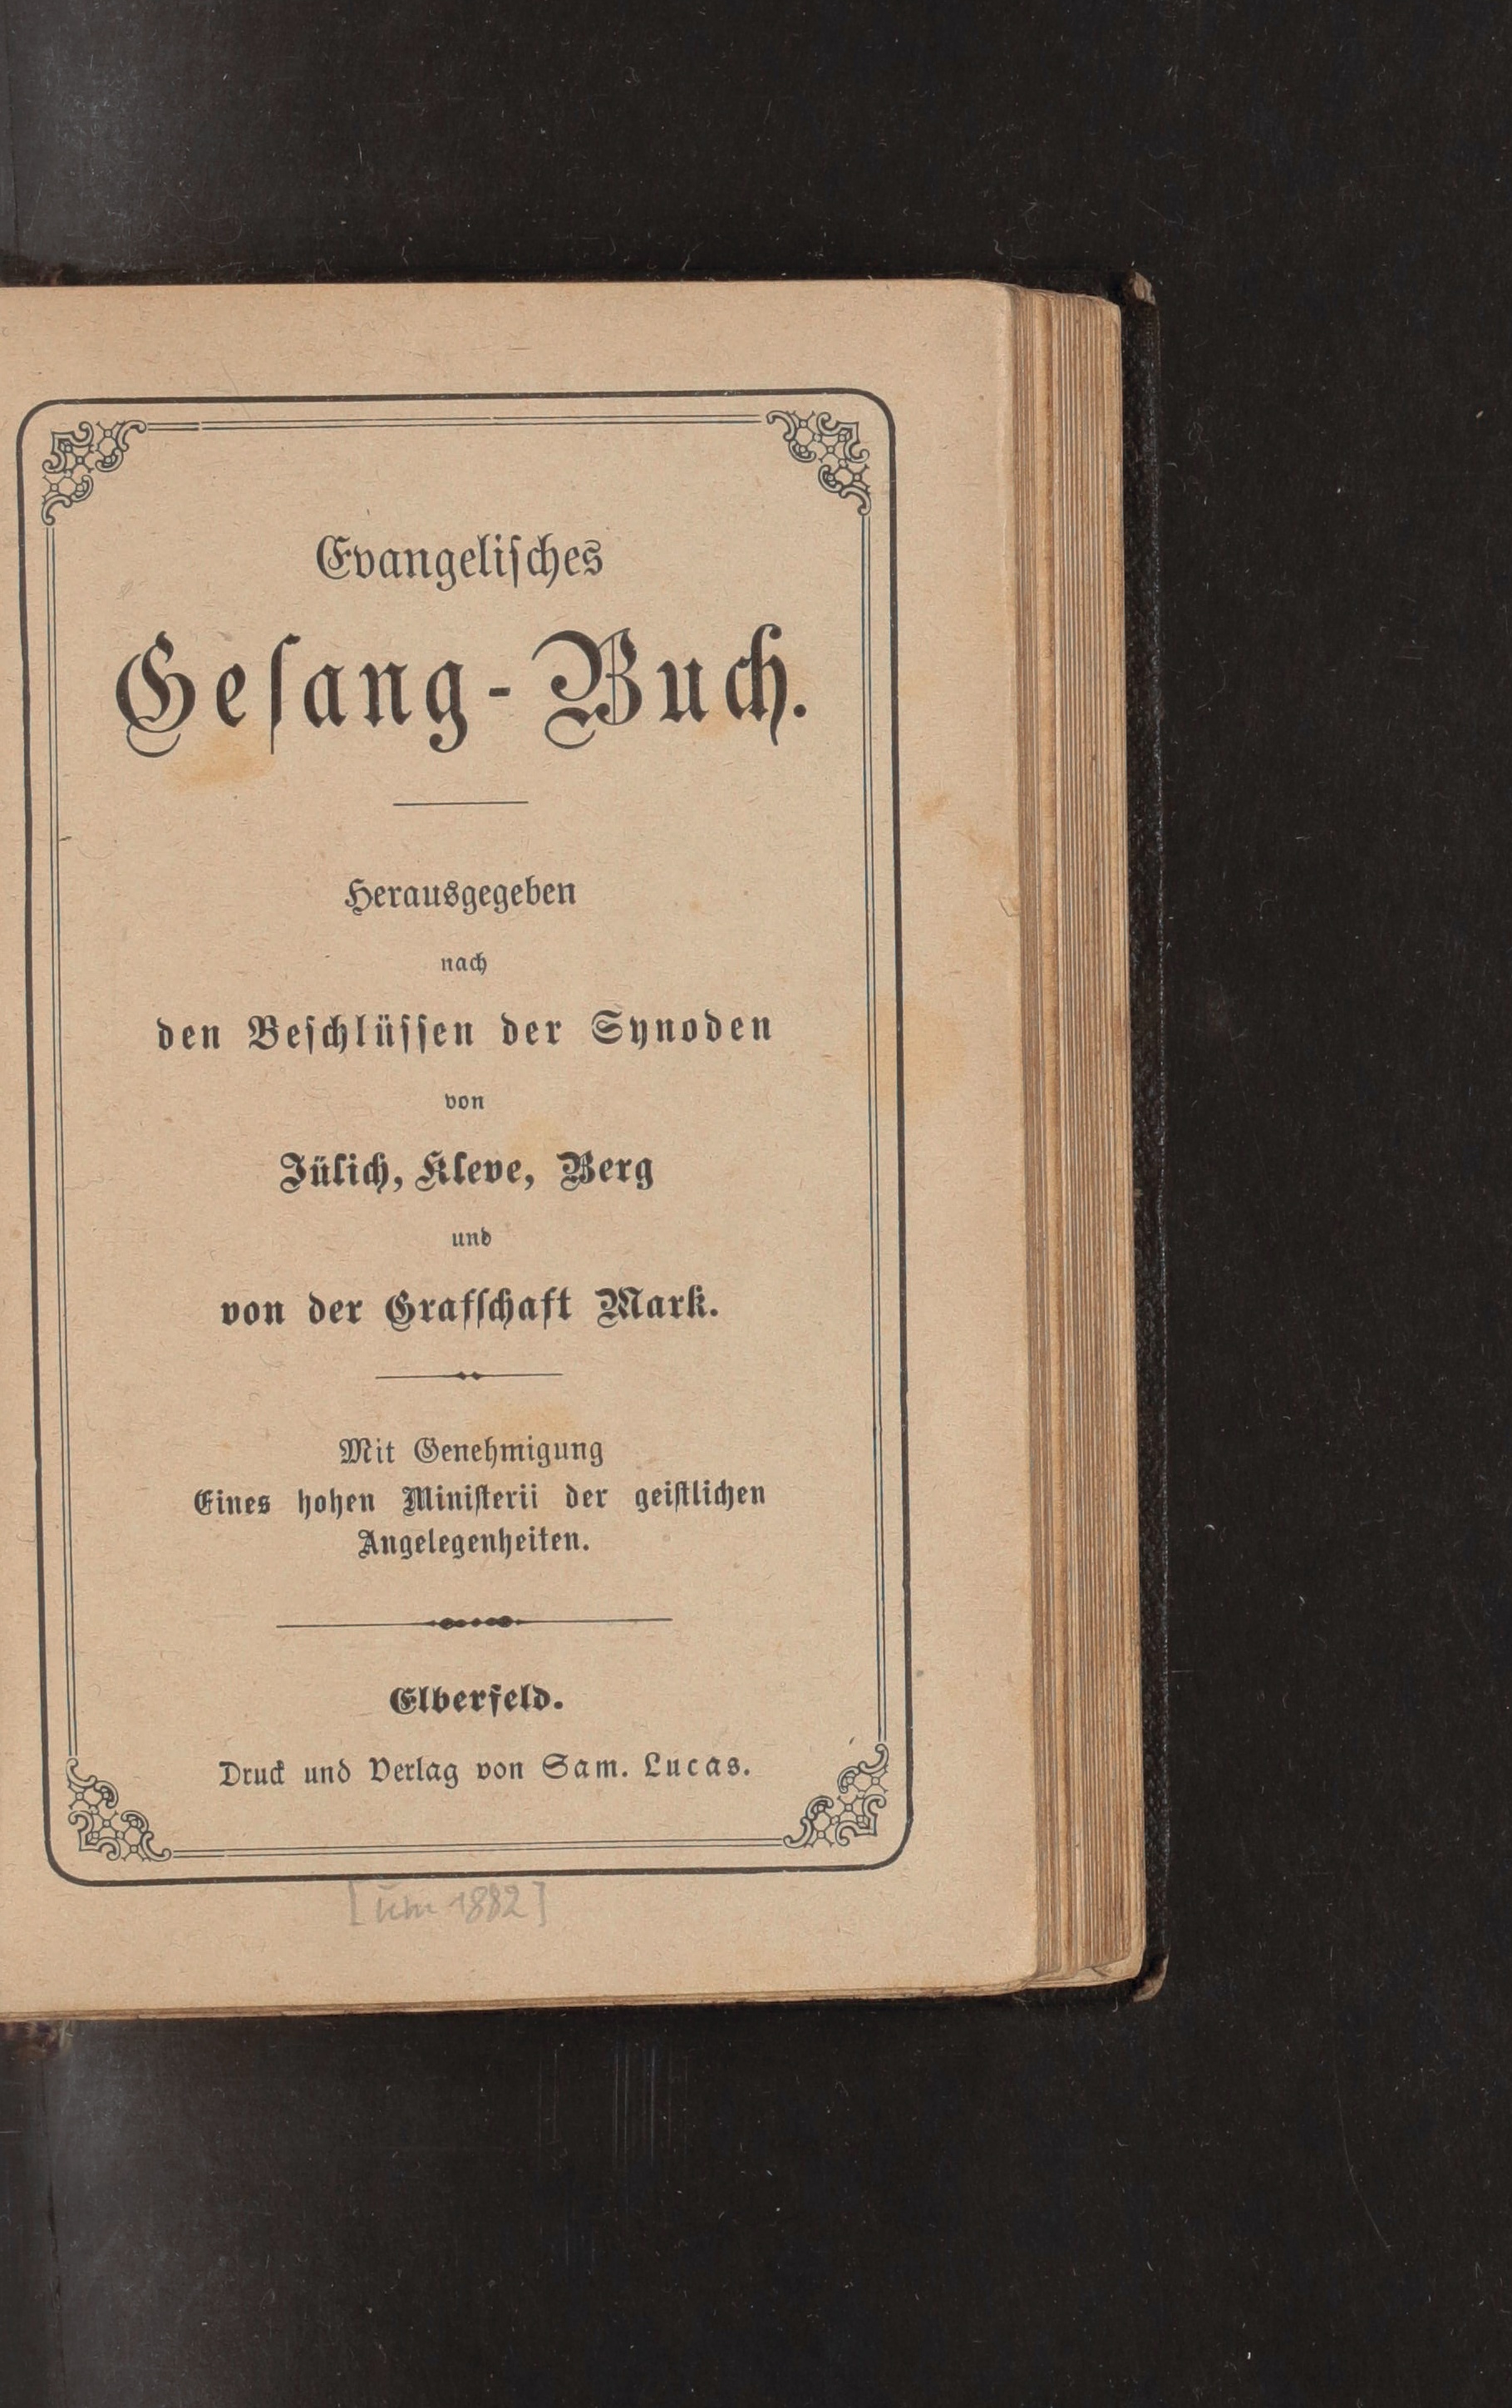 Evangeliſches
Geſang-Buch.
Herausgegeben
nach
den Beſchlüſſen der Synoden
von
Jülich, Kleve, Berg
und
von der Grafſchaft Mark.
Mit Genehmigung
Eines hohen Miniſterii der geiſtlichen
Angelegenheiten.
Elberfeld.
Druck und Verlag von Sam. Lucas.
[um 1882]